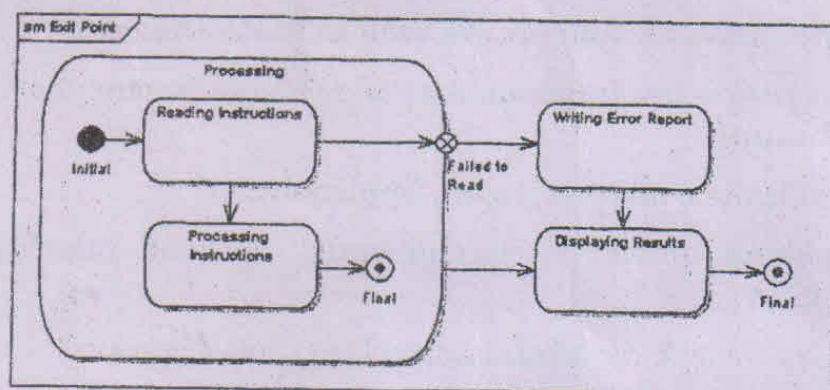 sm Exit Point
Processing
Reading Instructions
Initial
Failed to
Read
Writing Error Report
Processing
Instructions
Final
Displaying Results
Final